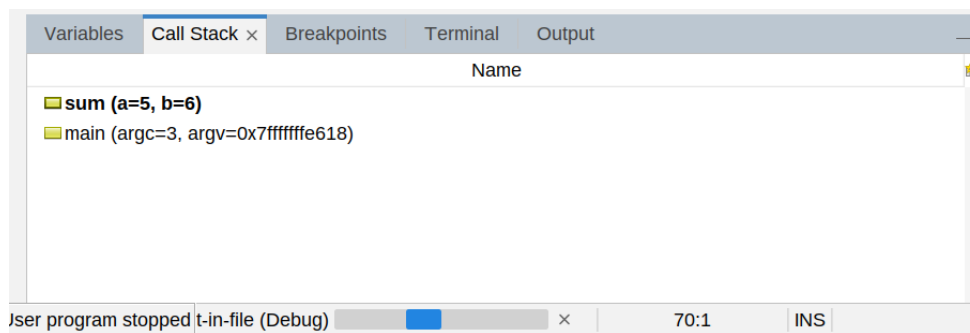 Variables Call Stack × Breakpoints Terminal Output
Name
sum (a=5, b=6)
main (argc=3, argv=0x7fffffffe618)
User program stopped t-in-file (Debug) × 70:1 INS